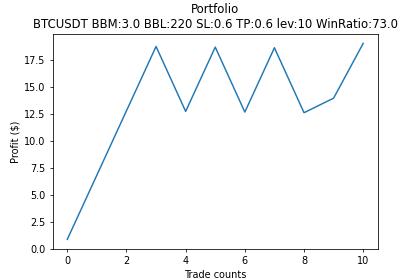 Portfolio
BTCUSDT BBM:3.0 BBL:220 SL:0.6 TP:0.6 lev:10 WinRatio:73.0
17.5
15.0
12.5
10.0
7.5
5.0
2.5
0.0
Profit ($)
0 2 4 6 8 10
Trade counts